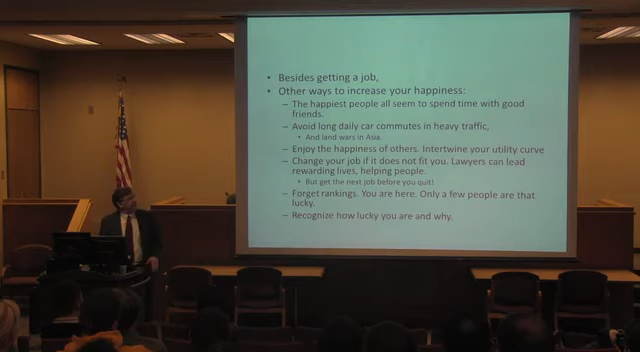 • Besides getting a job,
• Other ways to increase your happiness:
– The happiest people all seem to spend time with good
friends.
– Avoid long daily car commutes in heavy traffic,
• And land wars in Asia.
– Enjoy the happiness of others. Intertwine your utility curve
– Change your job if it does not fit you. Lawyers can lead
rewarding lives, helping people.
• But get the next job before you quit!
– Forget rankings. You are here. Only a few people are that
lucky.
– Recognize how lucky you are and why.